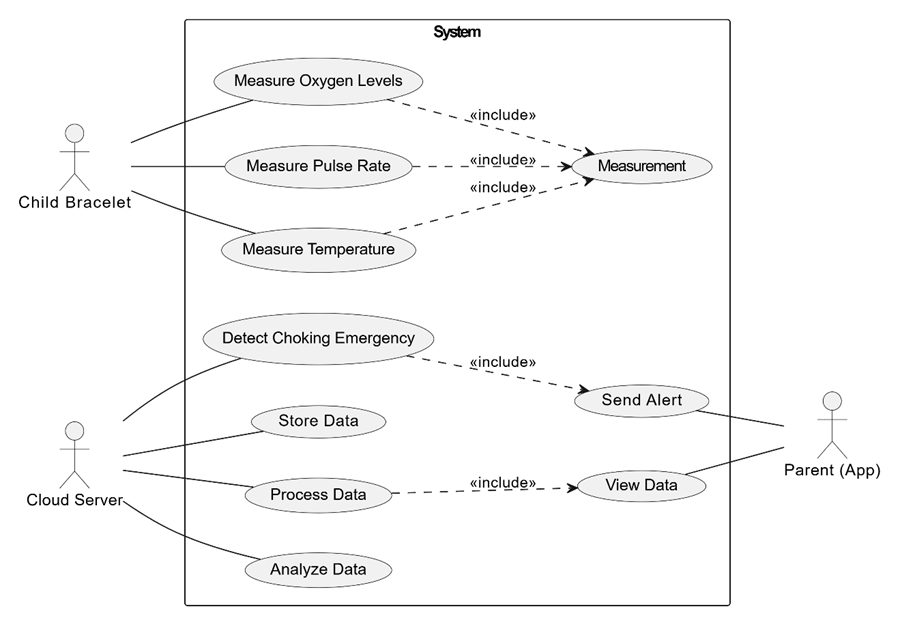 System
Measure Oxygen Levels
«include»
Measure Pulse Rate
«include»
Measurement
«include»
Child Bracelet
Measure Temperature
Detect Choking Emergency
«include»
Send Alert
Store Data
Parent (App)
Cloud Server
Process Data
«include»
View Data
Analyze Data